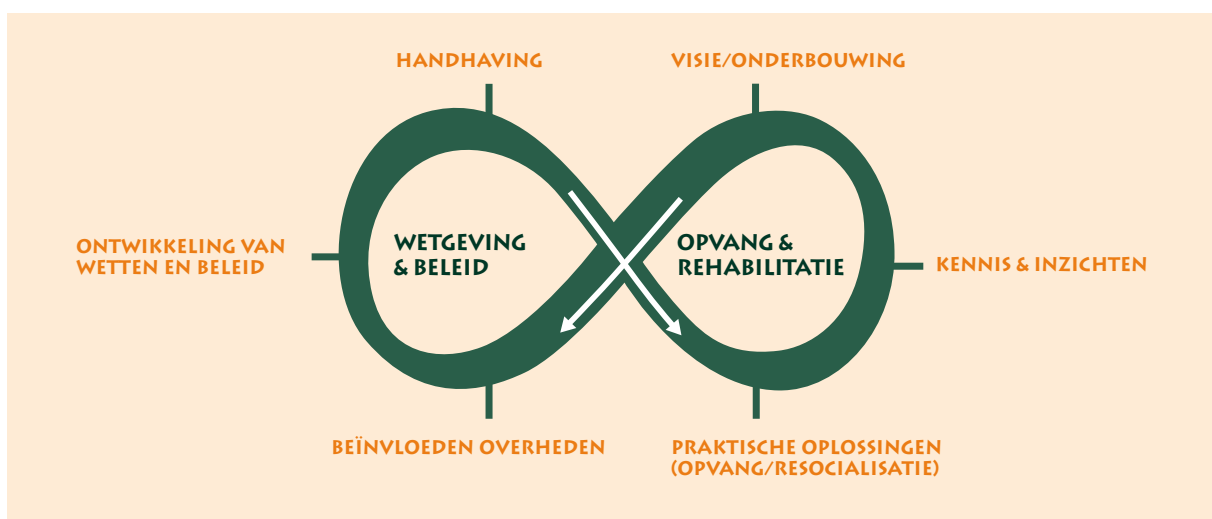 HANDHAVING
VISIE/ONDERBOUWING
ONTWIKKELING VAN
WETTEN EN BELEID
WETGEVING
& BELEID
OPVANG &
REHABILITATIE
KENNIS & INZICHTEN
BEÏNVLOEDEN OVERHEDEN
PRAKTISCHE OPLOSSINGEN
(OPVANG/RESOCIALISATIE)